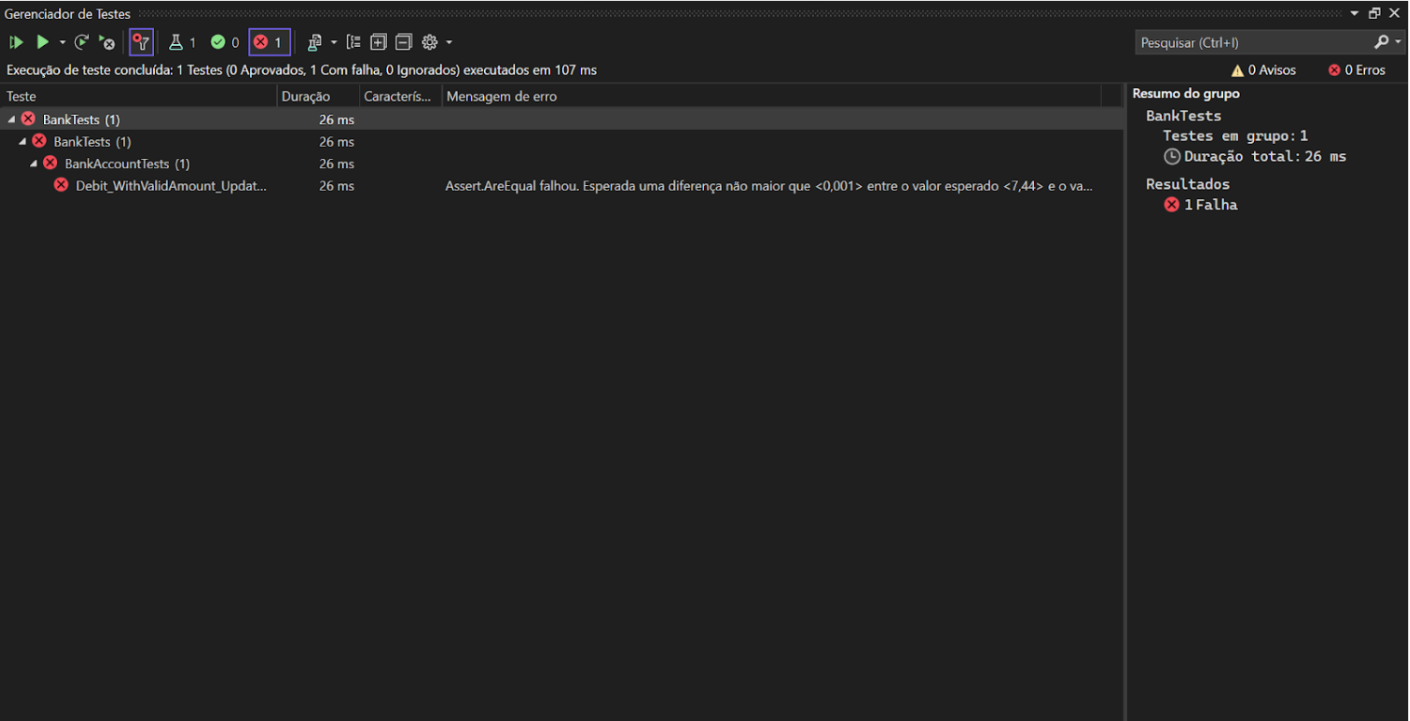 Gerenciador de Testes
1 0 1
Pesquisar (Ctrl+I)
Execução de teste concluída: 1 Testes (0 Aprovados, 1 Com falha, 0 Ignorados) executados em 107 ms
0 Avisos 0 Erros
Teste Duração Caracterís... Mensagem de erro
BankTests (1) 26 ms
BankTests (1) 26 ms
BankAccountTests (1) 26 ms
Debit_WithValidAmount_Updat... 26 ms Assert.AreEqual falhou. Esperada uma diferença não maior que <0,001> entre o valor esperado <7,44> e o va...
Resumo do grupo
BankTests
Testes em grupo: 1
Duração total: 26 ms
Resultados
1 Falha